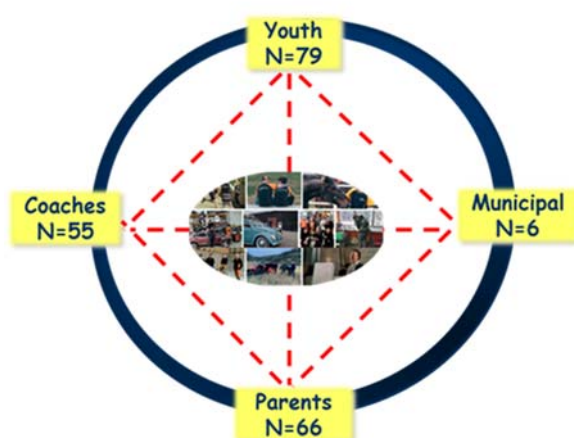 Youth
N=79
Coaches
N=55
Municipal
N=6
Parents
N=66